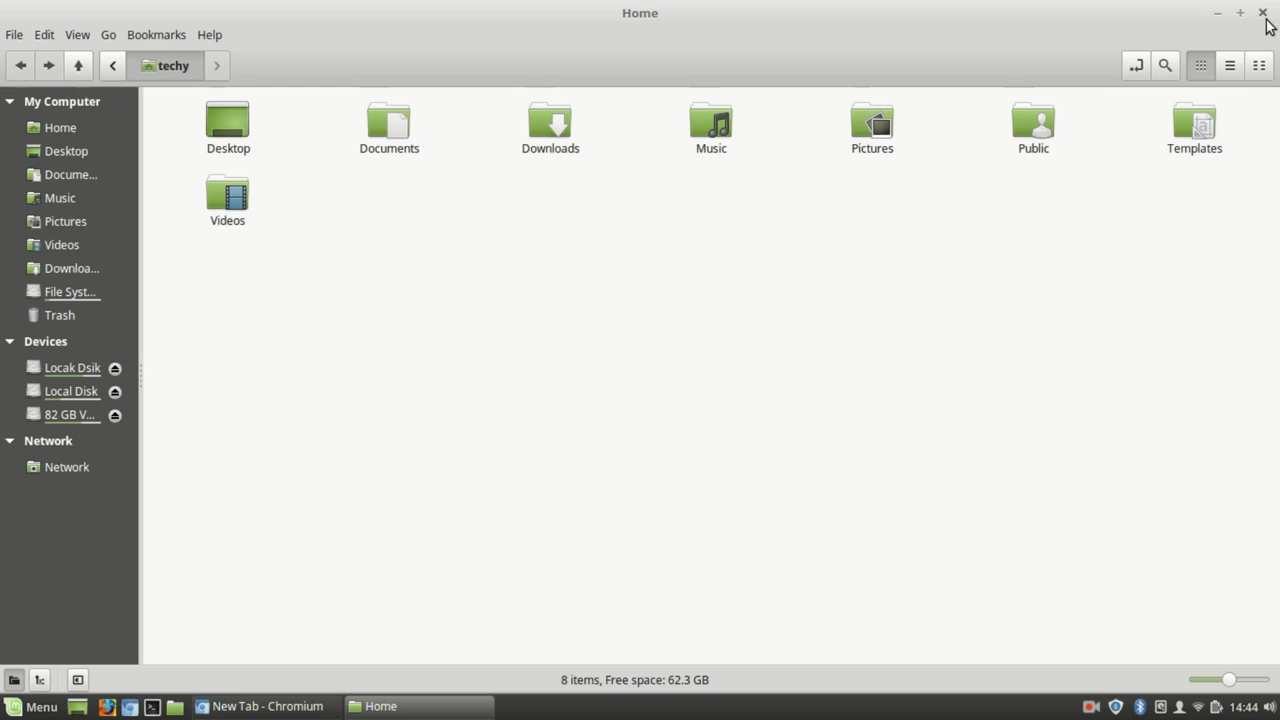 Home
File Edit View Go Bookmarks Help
techy
My Computer
Home
Desktop
Docume...
Music
Pictures
Videos
Downloa...
File Syst...
Trash
Devices
Locak Dsik
Local Disk
82 GB V...
Network
Network
Desktop Documents Downloads Music Pictures Public Templates
Videos
8 items, Free space: 62.3 GB
Menu New Tab - Chromium Home 14:44